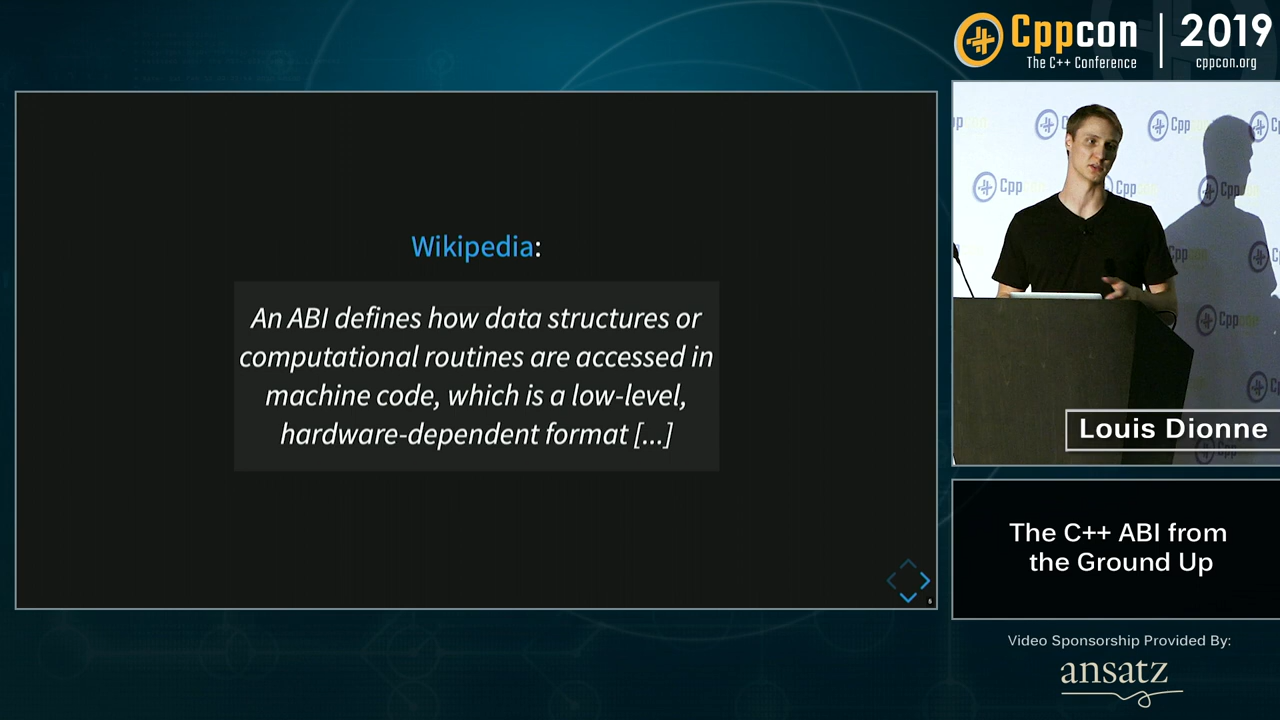 Cppcon
The C++ Conference
2019
cppcon.org
Wikipedia:
An ABI defines how data structures or
computational routines are accessed in
machine code, which is a low-level,
hardware-dependent format [...]
Louis Dionne
The C++ ABI from
the Ground Up
Video Sponsorship Provided By:
ansatz